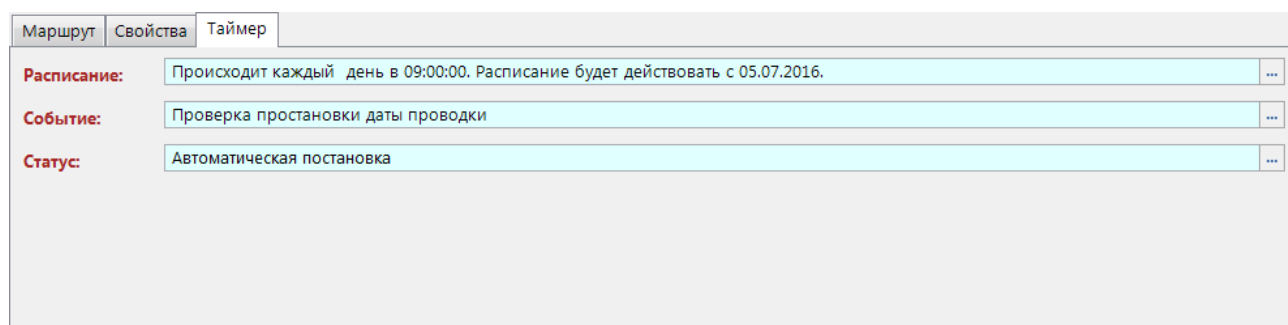 Маршрут Свойства Таймер
Расписание: Происходит каждый  день в 09:00:00. Расписание будет действовать с 05.07.2016. ...
Событие: Проверка простановки даты проводки ...
Статус: Автоматическая постановка ...